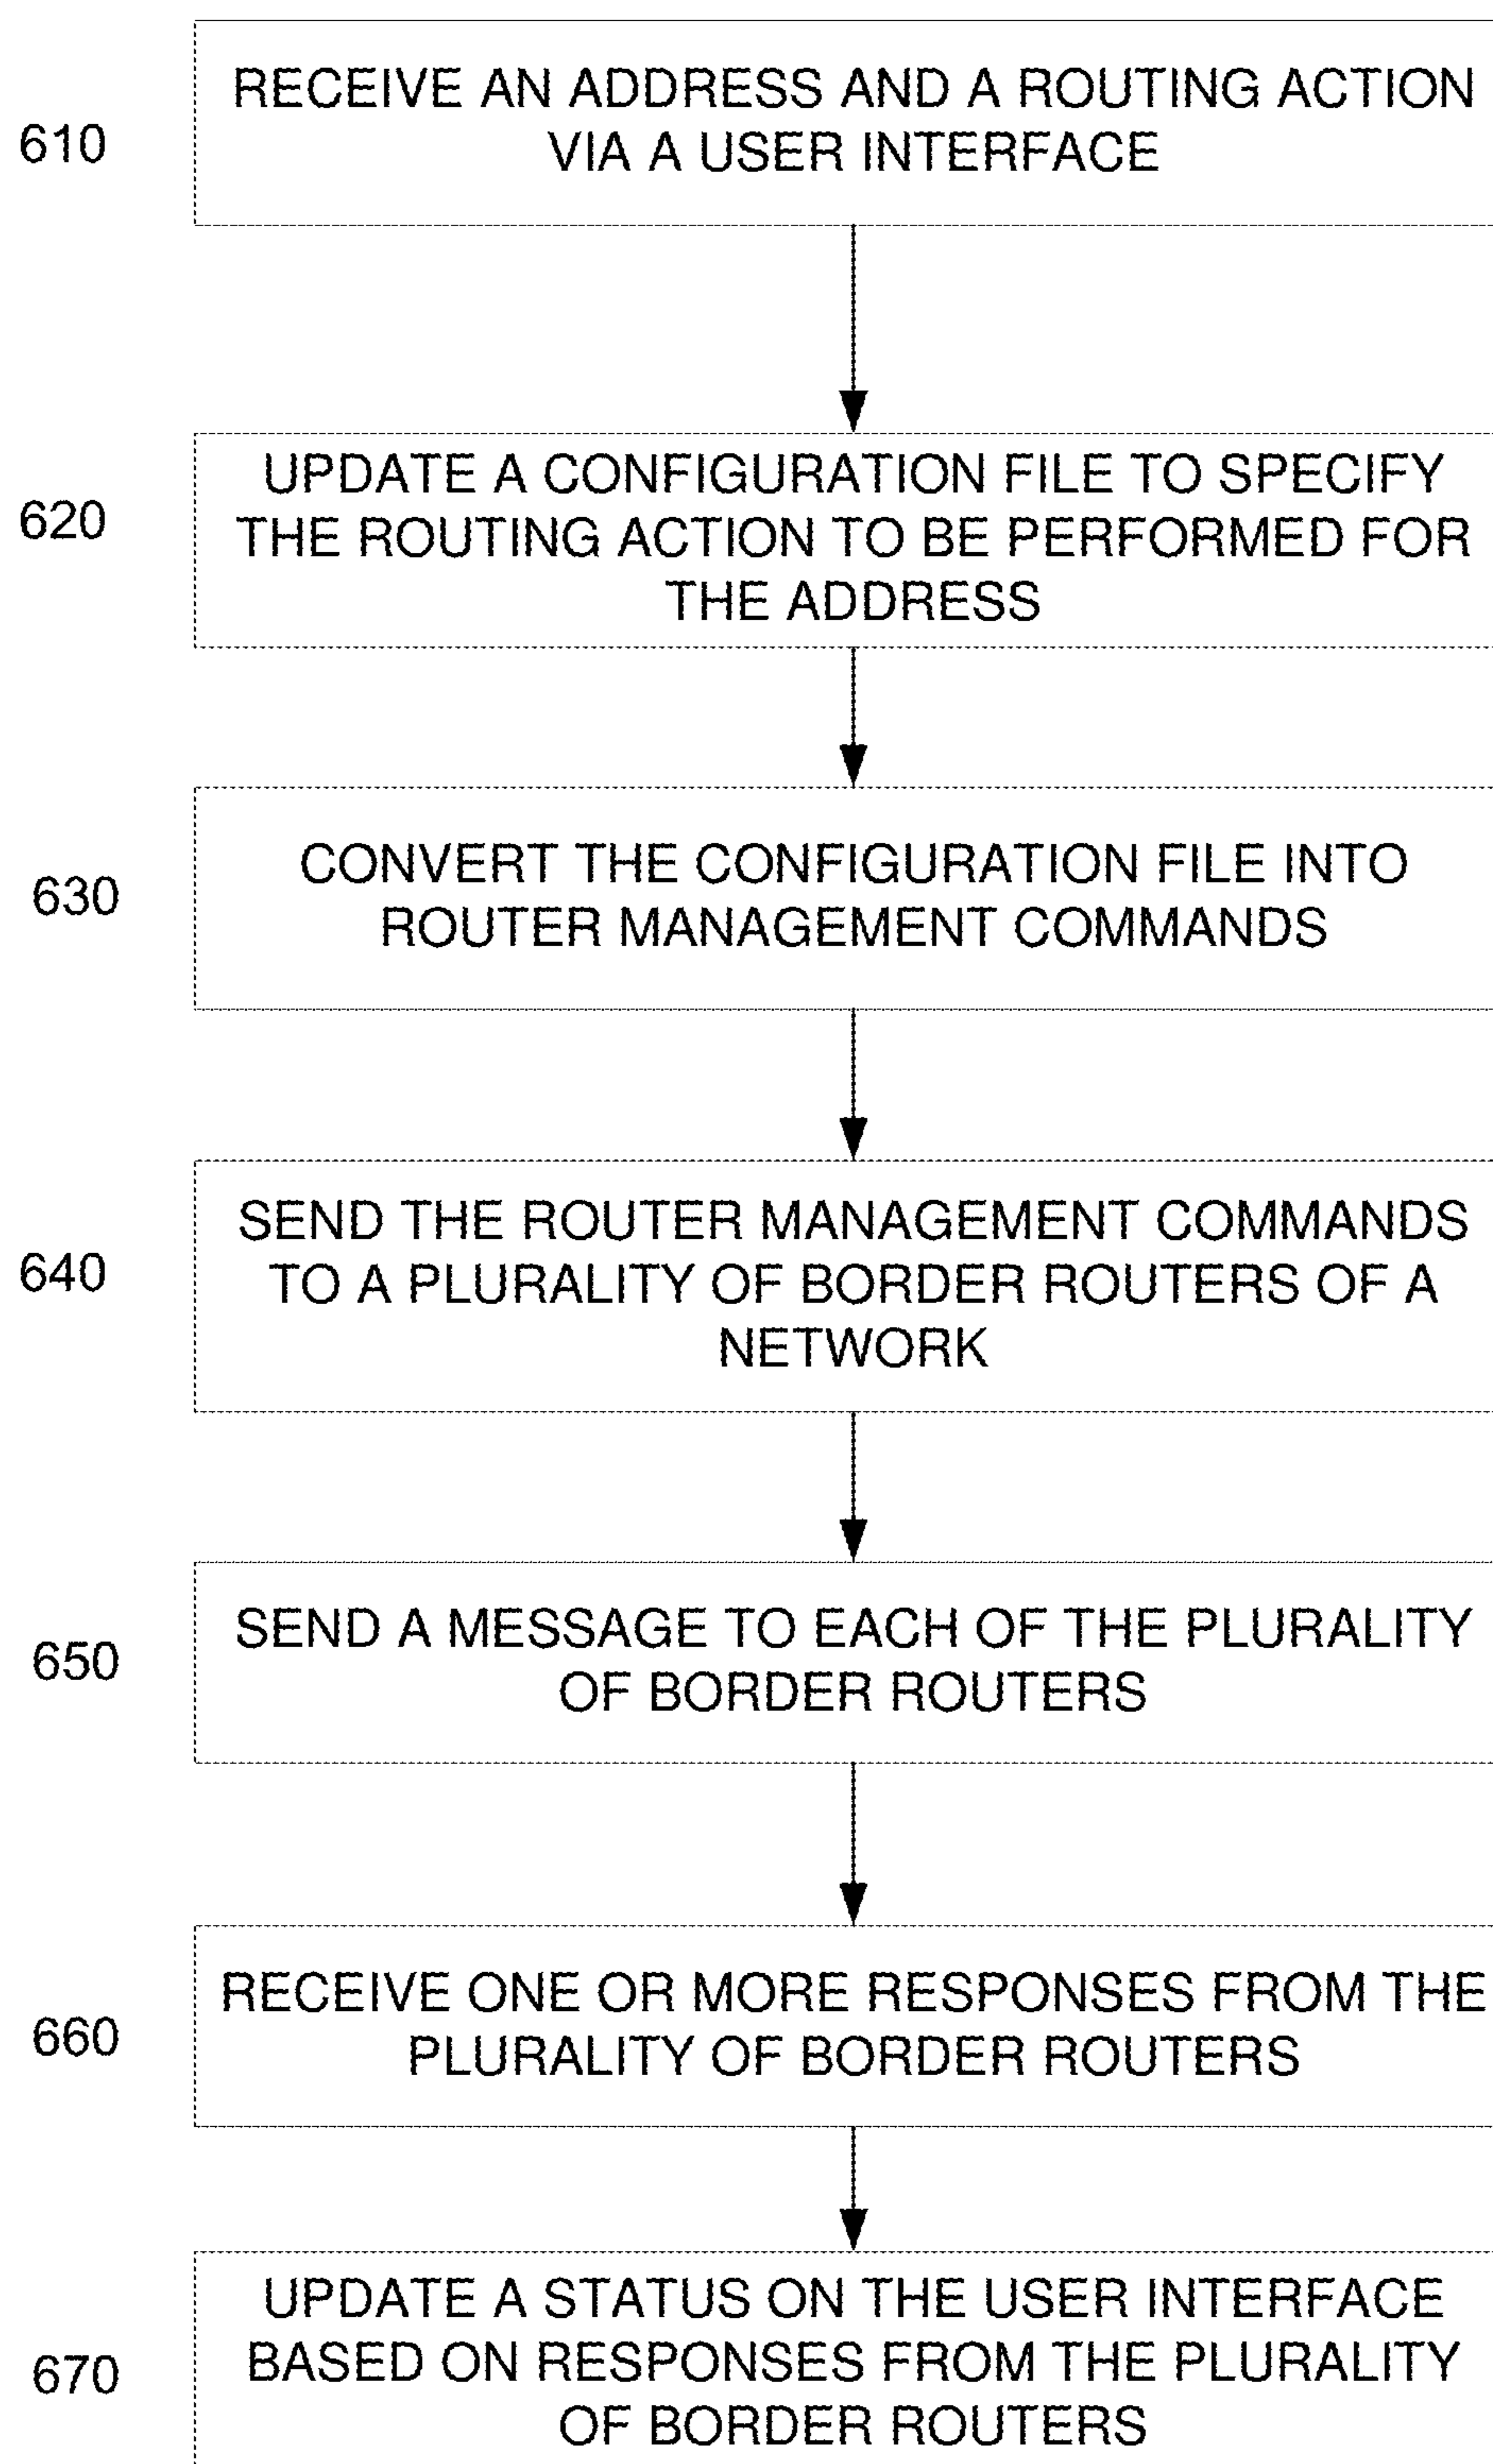 610
RECEIVE AN ADDRESS AND A ROUTING ACTION
VIA A USER INTERFACE
620
UPDATE A CONFIGURATION FILE TO SPECIFY
THE ROUTING ACTION TO BE PERFORMED FOR
THE ADDRESS
630
CONVERT THE CONFIGURATION FILE INTO
ROUTER MANAGEMENT COMMANDS
640
SEND THE ROUTER MANAGEMENT COMMANDS
TO A PLURALITY OF BORDER ROUTERS OF A
NETWORK
650
SEND A MESSAGE TO EACH OF THE PLURALITY
OF BORDER ROUTERS
660
RECEIVE ONE OR MORE RESPONSES FROM THE
PLURALITY OF BORDER ROUTERS
670
UPDATE A STATUS ON THE USER INTERFACE
BASED ON RESPONSES FROM THE PLURALITY
OF BORDER ROUTERS